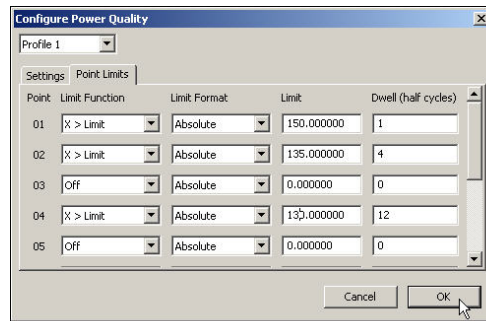 Configure Power Quality
Profile 1
Settings Point Limits
Point Limit Function Limit Format Limit Dwell (half cycles)
01 X > Limit Absolute 150.000000 1
02 X > Limit Absolute 135.000000 4
03 Off Absolute 0.000000 0
04 X > Limit Absolute 130.000000 12
05 Off Absolute 0.000000 0
Cancel OK